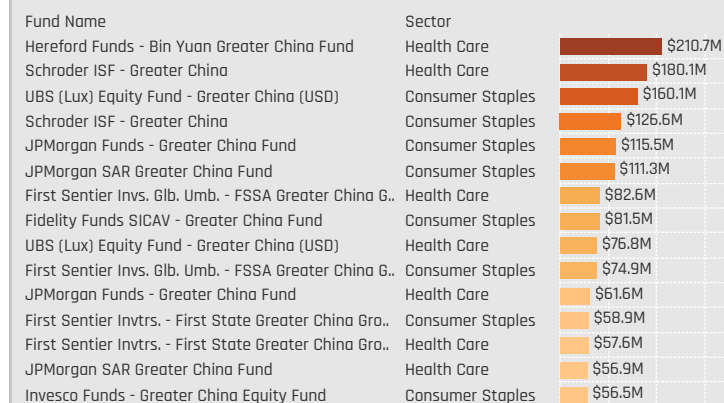 Fund Name Sector
Hereford Funds - Bin Yuan Greater China Fund Health Care $210.7M
Schroder ISF - Greater China Health Care $180.1M
UBS (Lux) Equity Fund - Greater China (USD) Consumer Staples $160.1M
Schroder ISF - Greater China Consumer Staples $126.6M
JPMorgan Funds - Greater China Fund Consumer Staples $115.5M
JPMorgan SAR Greater China Fund Consumer Staples $111.3M
First Sentier Invs. Glb. Umb. - FSSA Greater China G.. Health Care $82.6M
Fidelity Funds SICAV - Greater China Fund Consumer Staples $81.5M
UBS (Lux) Equity Fund - Greater China (USD) Health Care $76.8M
First Sentier Invs. Glb. Umb. - FSSA Greater China G.. Consumer Staples $74.9M
JPMorgan Funds - Greater China Fund Health Care $61.6M
First Sentier Invtrs. - First State Greater China Gro.. Consumer Staples $58.9M
First Sentier Invtrs. - First State Greater China Gro.. Health Care $57.6M
JPMorgan SAR Greater China Fund Health Care $56.9M
Invesco Funds - Greater China Equity Fund Consumer Staples $56.5M